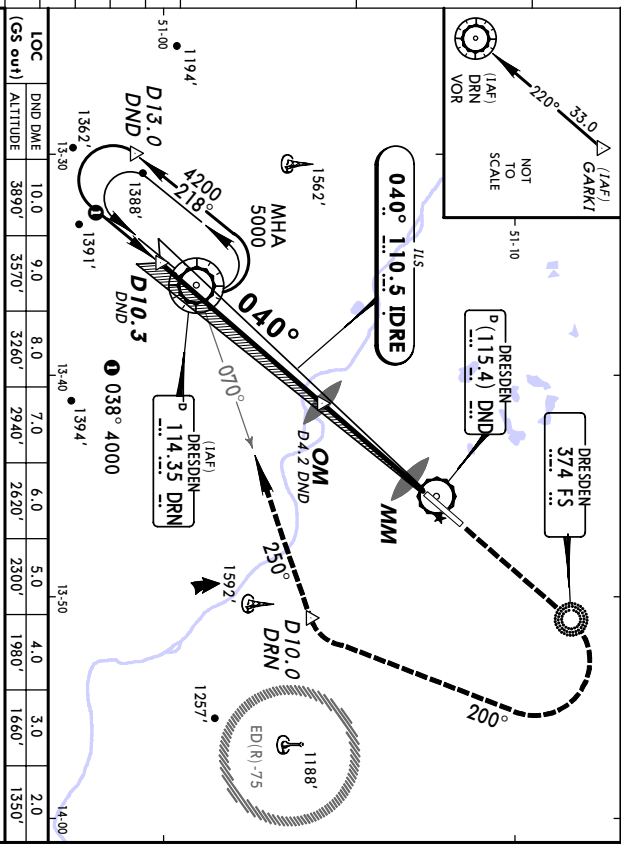 (IAF)
DRN
VOR
220°
33.0
(IAF)
GARKI
NOT
TO
SCALE
51-00
51-10
1194'
1362'
13-30
D13.0
DND
1388'
4200
218°
MHA
5000
1562'
1391'
D10.3
DND
040°
ILS
040° 110.5 IDRE
DRESDEN
D (115.4) DND
DRESDEN
374 FS
13-40
1 038° 4000
1
1394'
(IAF)
DRESDEN
D 114.35 DRN
070°
OM
D4.2 DND
MM
250°
1592'
D10.0
DRN
13-50
200°
1257'
ED(R)-75
1188'
14-00
LOC
(GS out)
DND DME 10.0 9.0 8.0 7.0 6.0 5.0 4.0 3.0 2.0
ALTITUDE 3890' 3570' 3260' 2940' 2620' 2300' 1980' 1660' 1350'